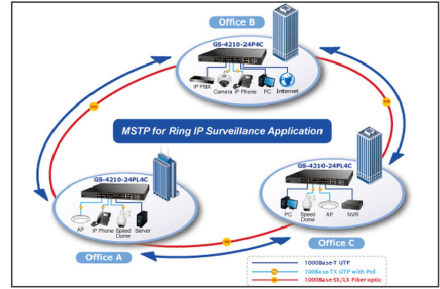 Office B
GS-4210-24P4C
IP PBX Camera IP Phone PC Internet
MSTP for Ring IP Surveillance Application
GS-4210-24PL4C
AP IP Phone Speed Dome Server
Office A
GS-4210-24PL4C
PC Speed Dome AP NVR
Office C
1000Base-T UTP
1000Base-TX UTP with PoE
1000Base-SX/LX Fiber-optic